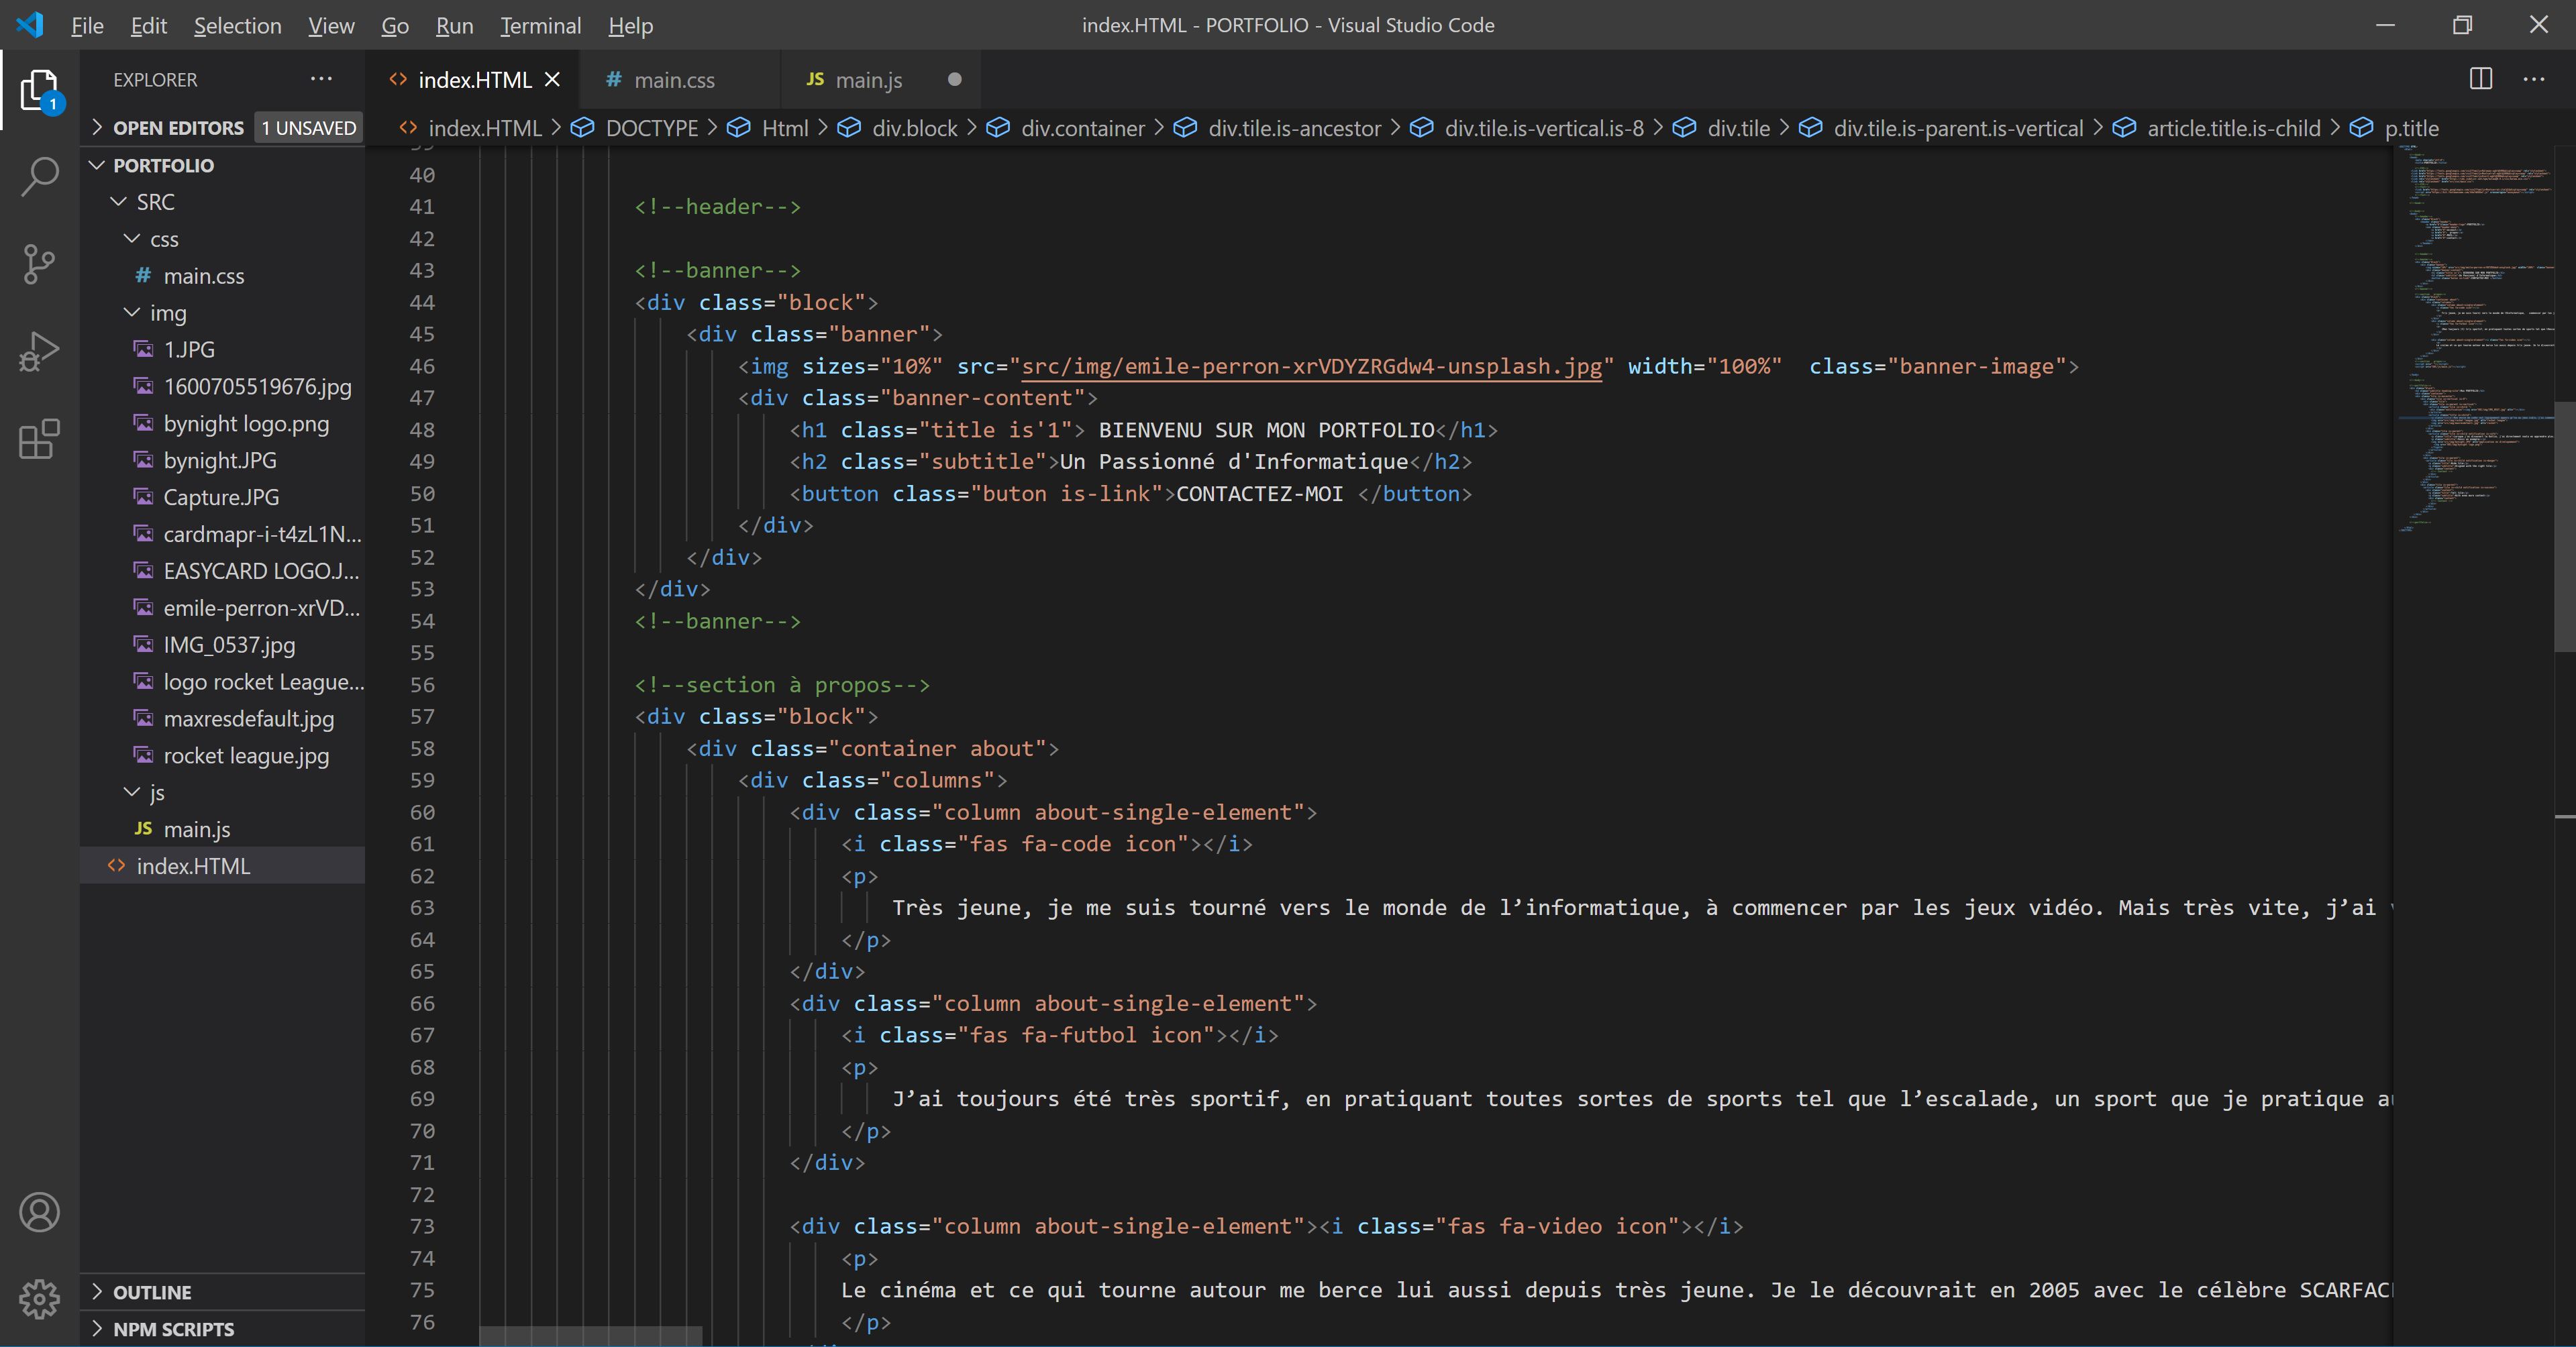 File Edit Selection View Go Run Terminal Help
index.HTML - PORTFOLIO - Visual Studio Code
EXPLORER ···
index.HTML
# main.css
JS main.js
1
OPEN EDITORS 1 UNSAVED
index.HTML > DOCTYPE > Html > div.block > div.container > div.tile.is-ancestor > div.tile.is-vertical.is-8 > div.tile > div.tile.is-parent.is-vertical > article.title.is-child > p.title
PORTFOLIO
SRC
css
# main.css
img
1.JPG
1600705519676.jpg
bynight logo.png
bynight.JPG
Capture.JPG
cardmapr-i-t4zL1N...
EASYCARD LOGO.J...
emile-perron-xrVD...
IMG_0537.jpg
logo rocket League...
maxresdefault.jpg
rocket league.jpg
js
JS main.js
index.HTML
OUTLINE
NPM SCRIPTS
40
41 <!--header-->
42
43 <!--banner-->
44 <div class="block">
45 <div class="banner">
46 <img sizes="10%" src="src/img/emile-perron-xrVDYZRGdw4-unsplash.jpg" width="100%" class="banner-image">
47 <div class="banner-content">
48 <h1 class="title is'1"> BIENVENU SUR MON PORTFOLIO</h1>
49 <h2 class="subtitle">Un Passionné d'Informatique</h2>
50 <button class="buton is-link">CONTACTEZ-MOI </button>
51 </div>
52 </div>
53 </div>
54 <!--banner-->
55
56 <!--section à propos-->
57 <div class="block">
58 <div class="container about">
59 <div class="columns">
60 <div class="column about-single-element">
61 <i class="fas fa-code icon"></i>
62 <p>
63 Très jeune, je me suis tourné vers le monde de l’informatique, à commencer par les jeux vidéo. Mais très vite, j’ai
64 </p>
65 </div>
66 <div class="column about-single-element">
67 <i class="fas fa-futbol icon"></i>
68 <p>
69 J’ai toujours été très sportif, en pratiquant toutes sortes de sports tel que l’escalade, un sport que je pratique
70 </p>
71 </div>
72
73 <div class="column about-single-element"><i class="fas fa-video icon"></i>
74 <p>
75 Le cinéma et ce qui tourne autour me berce lui aussi depuis très jeune. Je le découvrait en 2005 avec le célèbre SCARFAC
76 </p>